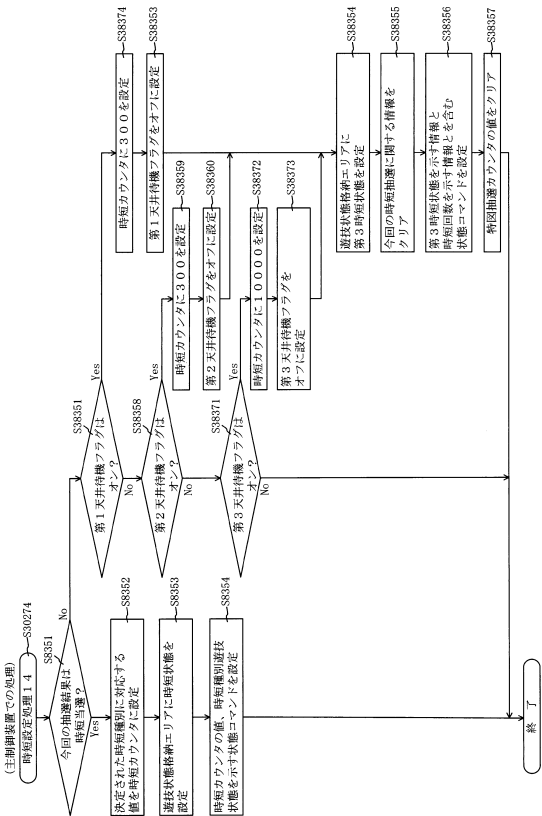 (主制御装置での処理)
時短設定処理14
S30274
S8351
今回の抽選結果は
時短当選?
No
Yes
決定された時短種別に対応する
値を時短カウンタに設定
S8352
遊技状態格納エリアに時短状態を
設定
S8353
時短カウンタの値、時短種別遊技
状態を示す状態コマンドを設定
S8354
S38351
第1天井待機フラグは
オン?
Yes
No
S38358
第2天井待機フラグは
オン?
Yes
No
S38371
第3天井待機フラグは
オン?
Yes
No
時短カウンタに300を設定
S38374
第1天井待機フラグをオフに設定
S38353
時短カウンタに300を設定
S38359
第2天井待機フラグをオフに設定
S38360
時短カウンタに10000を設定
S38372
第3天井待機フラグを
オフに設定
S38373
遊技状態格納エリアに
第3時短状態を設定
S38354
今回の時短抽選に関する情報を
クリア
S38355
第3時短状態を示す情報と
時短回数を示す情報とを含む
状態コマンドを設定
S38356
特図抽選カウンタの値をクリア
S38357
終了